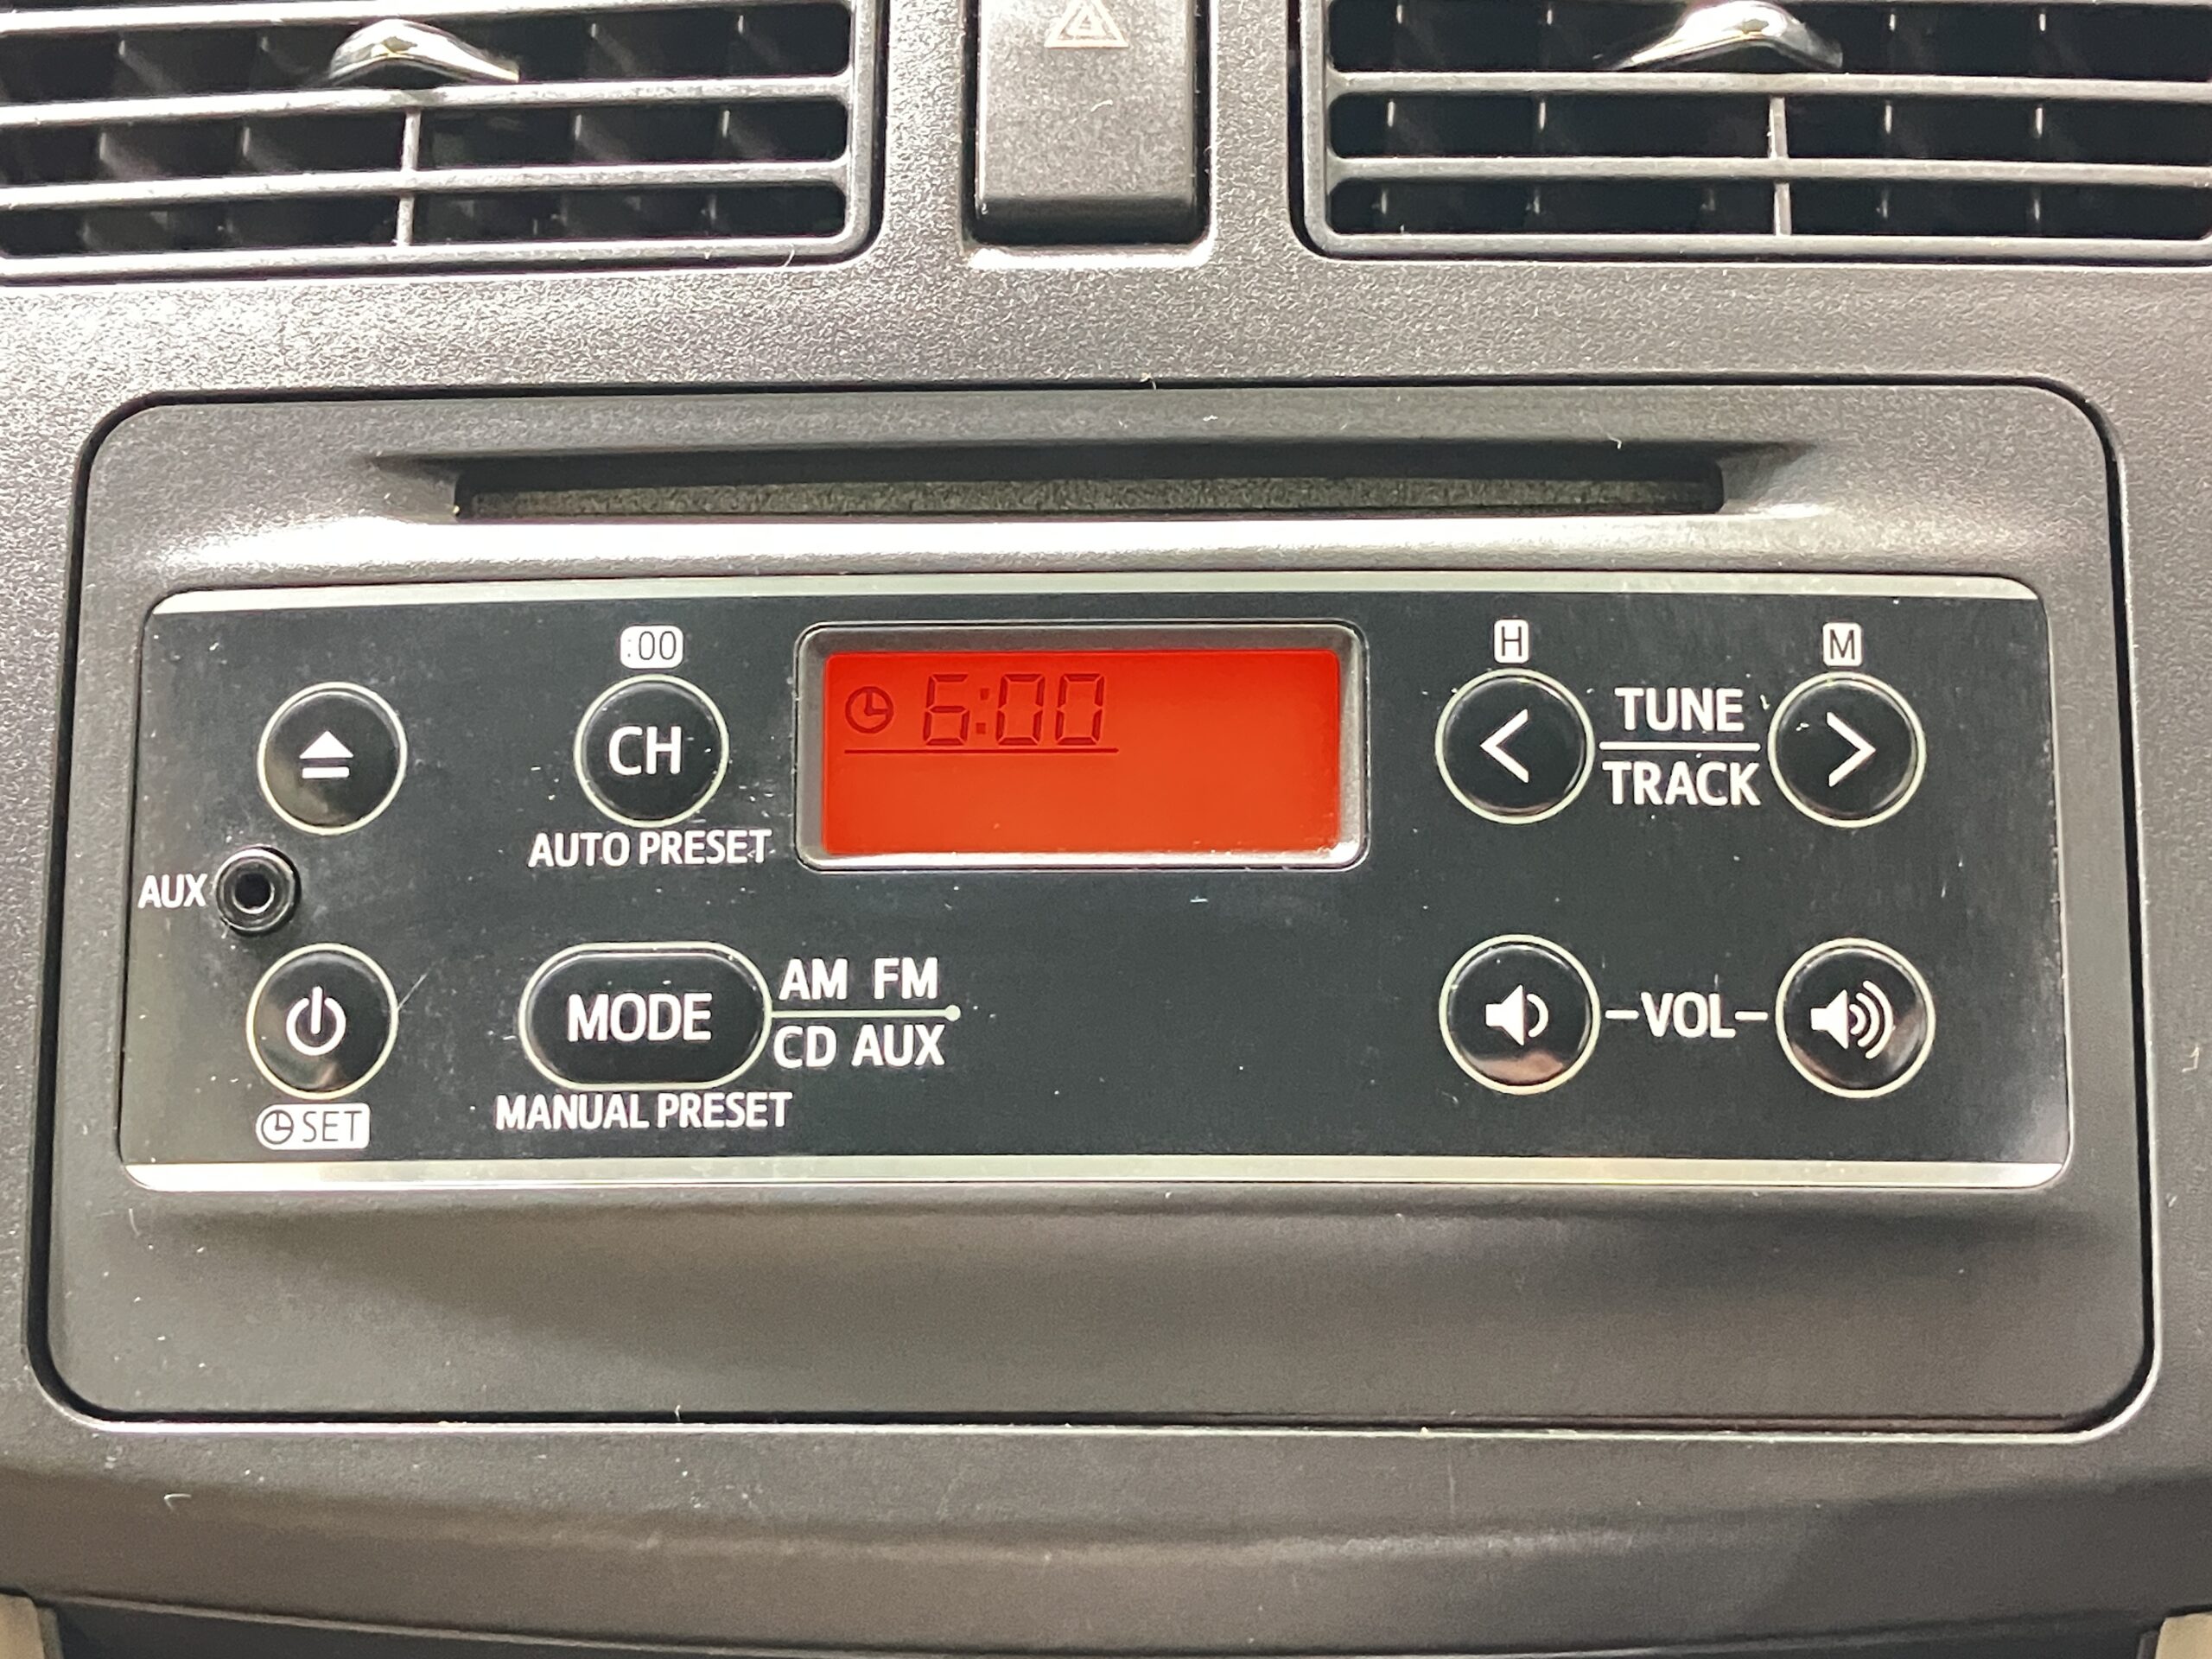 :00
H
M
CH
6:00
TUNE
TRACK
AUTO PRESET
AUX
MODE
AM FM
CD AUX
VOL
MANUAL PRESET
SET